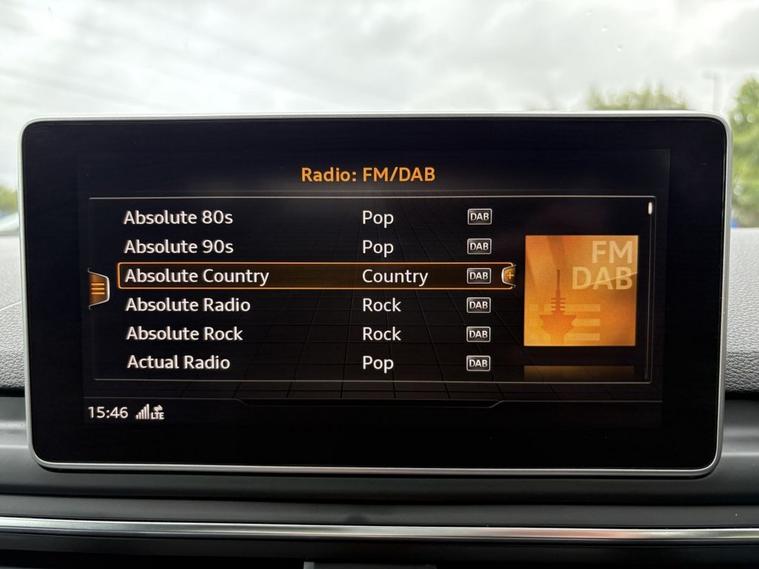 Radio: FM/DAB
Absolute 80s Pop DAB
Absolute 90s Pop DAB
Absolute Country Country DAB
Absolute Radio Rock DAB
Absolute Rock Rock DAB
Actual Radio Pop DAB
FM
DAB
15:46 LTE